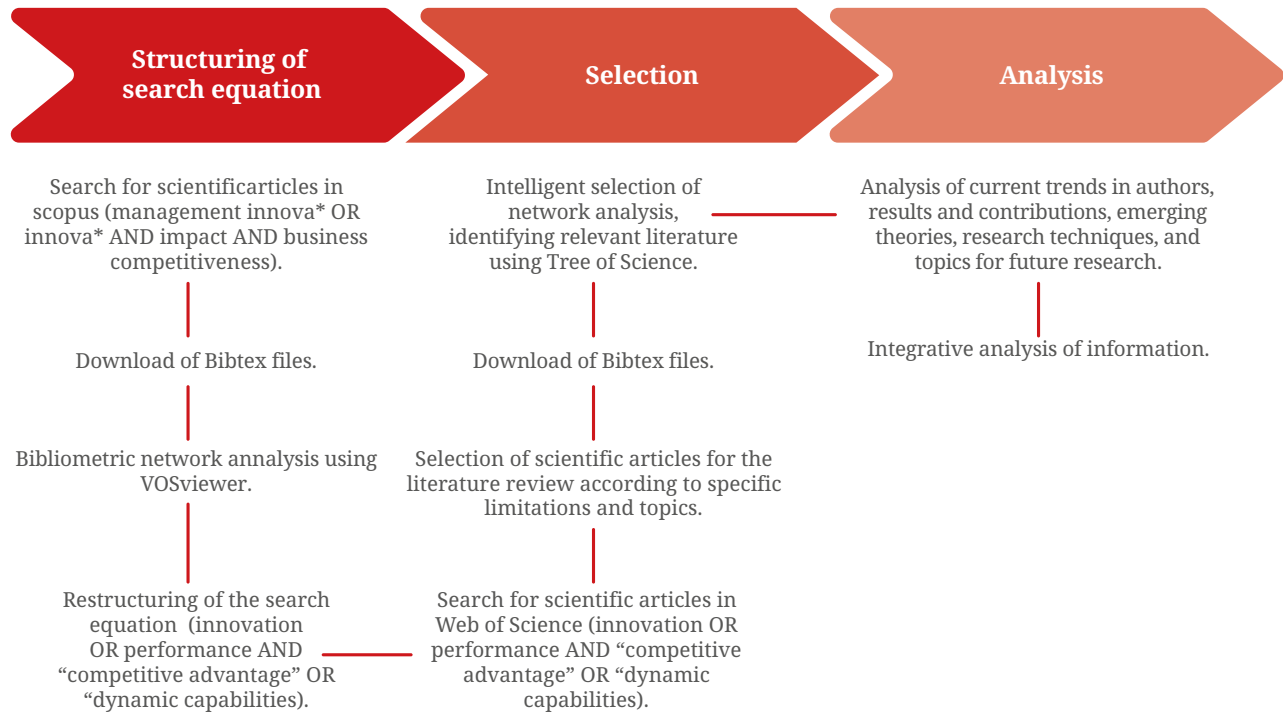 Structuring of
search equation
Selection
Analysis
Search for scientificarticles in
scopus (management innova* OR
innova* AND impact AND business
competitiveness).
Download of Bibtex files.
Bibliometric network annalysis using
VOSviewer.
Restructuring of the search
equation (innovation
OR performance AND
“competitive advantage” OR
“dynamic capabilities).
Intelligent selection of
network analysis,
identifying relevant literature
using Tree of Science.
Download of Bibtex files.
Selection of scientific articles for the
literature review according to specific
limitations and topics.
Search for scientific articles in
Web of Science (innovation OR
performance AND “competitive
advantage” OR “dynamic
capabilities).
Analysis of current trends in authors,
results and contributions, emerging
theories, research techniques, and
topics for future research.
Integrative analysis of information.